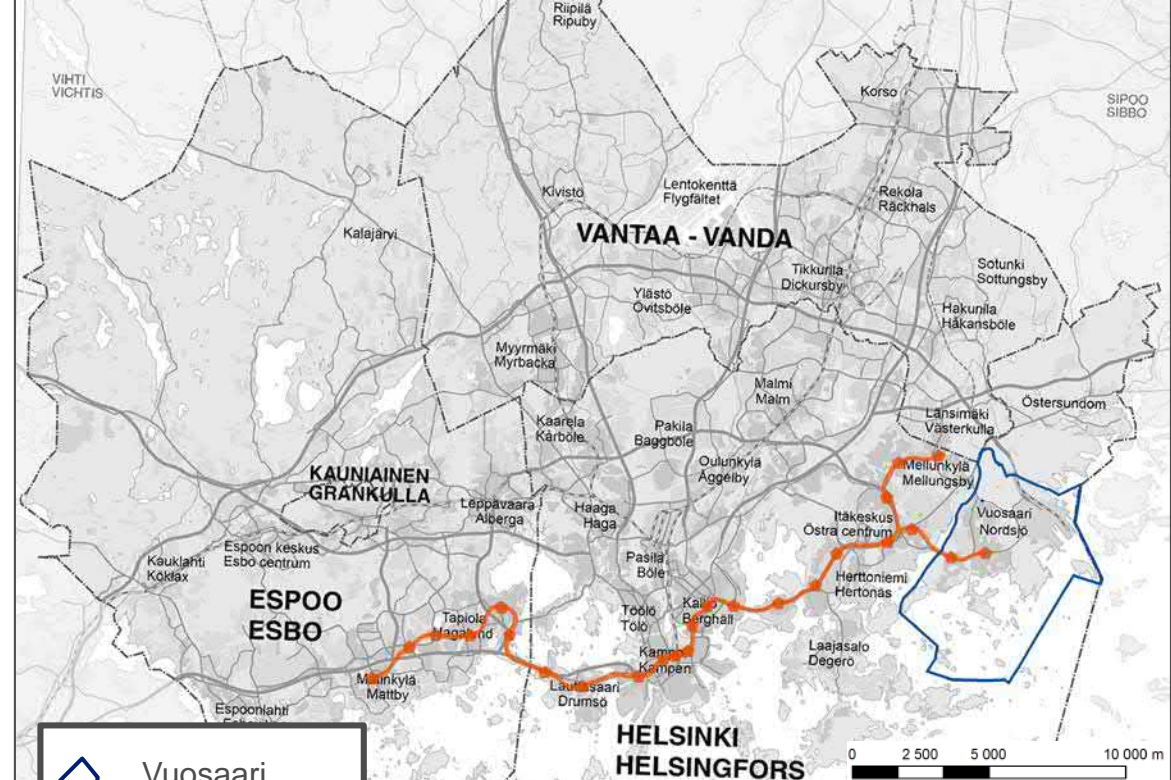 Riipilä
Ripuby
VIHTI
VICHTIS
Korso
SIPOO
SIBBO
Kivistö
Lentokenttä
Flygfältet
Rekola
Räckhals
Kalajärvi
VANTAA - VANDA
Tikkurila
Dickursby
Sotunki
Sottungsby
Ylästö
Övitsböle
Hakunila
Håkansböle
Myyrmäki
Myrbacka
Malmi
Malm
Östersundom
Länsimäki
Västerkulla
Kaarela
Kårböle
Pakila
Baggböle
Oulunkylä
Åggelby
Mellunkylä
Mellungsby
KAUNIAINEN
GRANKULLA
Leppävaara
Alberga
Haaga
Haga
Itäkeskus
Östra centrum
Vuosaari
Nordsjö
Kauklahti
Köklax
Espoon keskus
Esbo centrum
Pasila
Böle
Herttoniemi
Hertonäs
ESPOO
ESBO
Tapiola
Hagalund
Töölö
Tölö
Kallio
Berghäll
Laajasalo
Degerö
Kamppi
Kampen
Matinkylä
Mattby
Lauttasaari
Drumsö
Espoonlahti
HELSINKI
HELSINGFORS
0 2 500 5 000 10 000 m
Vuosaari